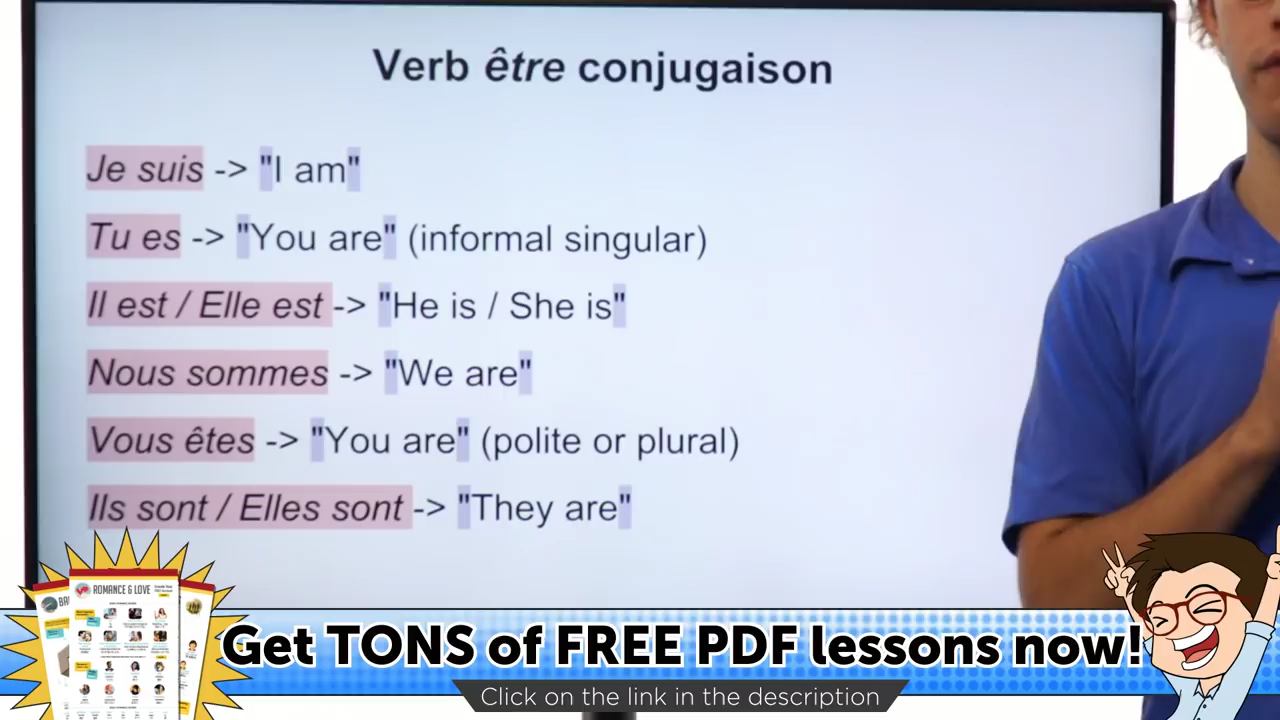 Verb être conjugaison
Je suis -> "I am"
Tu es -> "You are" (informal singular)
Il est / Elle est -> "He is / She is"
Nous sommes -> "We are"
Vous êtes -> "You are" (polite or plural)
Ils sont / Elles sont -> "They are"
ROMANCE & LOVE
Get TONS of FREE PDF lessons now!
Click on the link in the description